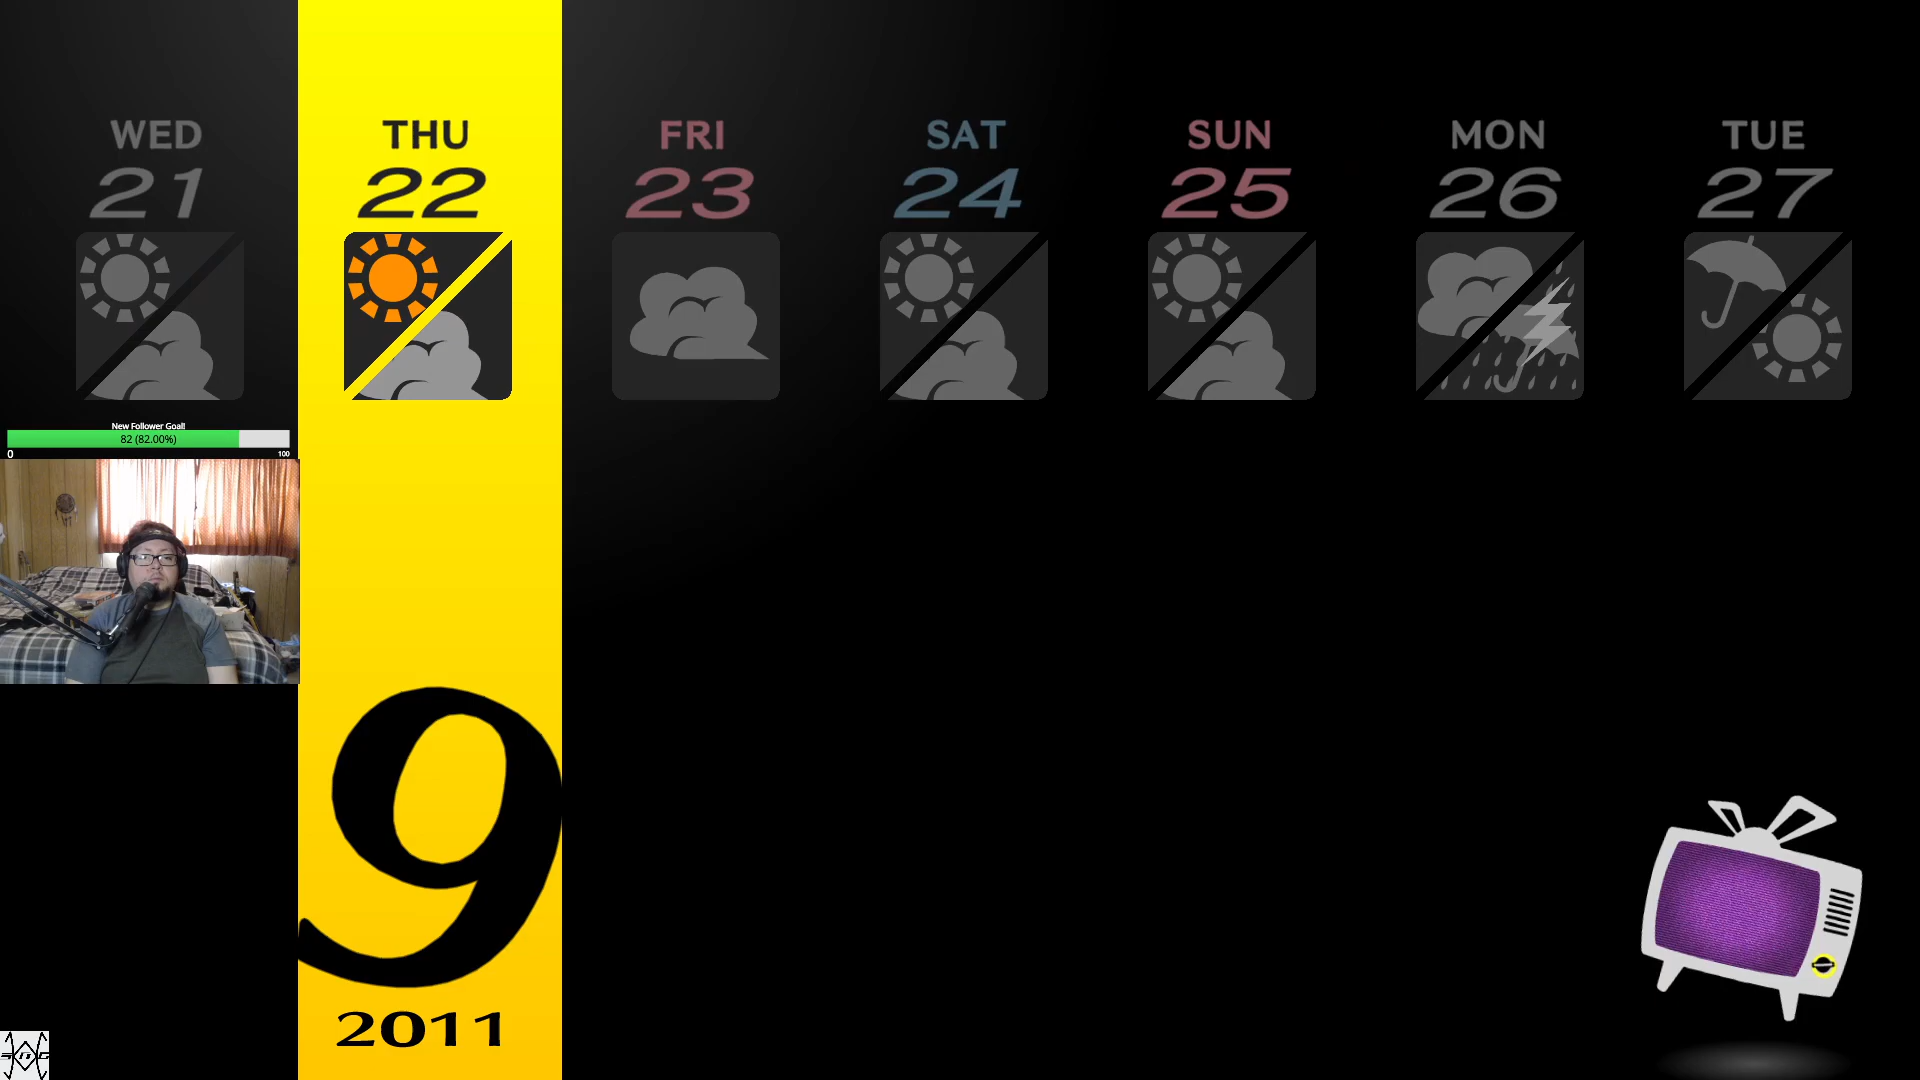 WED THU FRI SAT SUN MON TUE
21 22 23 24 25 26 27
New Follower Goal!
82 (82.00%)
0 100
9
2011